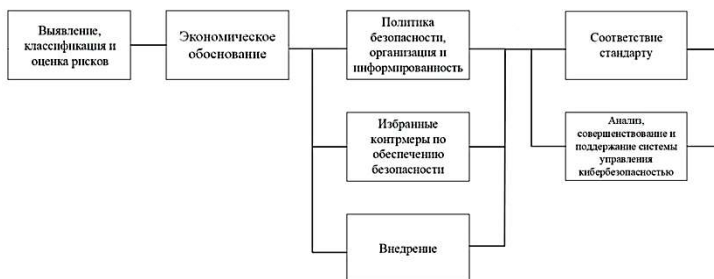 Выявление,
классификация и
оценка рисков
Экономическое
обоснование
Политика
безопасности,
организация и
информированность
Избранные
контрмеры по
обеспечению
безопасности
Внедрение
Соответствие
стандарту
Анализ,
совершенствование и
поддержание системы
управления
кибербезопасностью